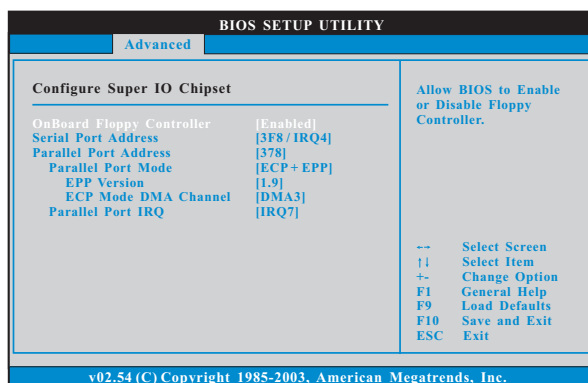 BIOS SETUP UTILITY
Advanced
Configure Super IO Chipset
OnBoard Floppy Controller [Enabled]
Serial Port Address [3F8 / IRQ4]
Parallel Port Address [378]
Parallel Port Mode [ECP + EPP]
EPP Version [1.9]
ECP Mode DMA Channel [DMA3]
Parallel Port IRQ [IRQ7]
Allow BIOS to Enable
or Disable Floppy
Controller.
←→ Select Screen
↑↓ Select Item
+- Change Option
F1 General Help
F9 Load Defaults
F10 Save and Exit
ESC Exit
v02.54 (C) Copyright 1985-2003, American Megatrends, Inc.